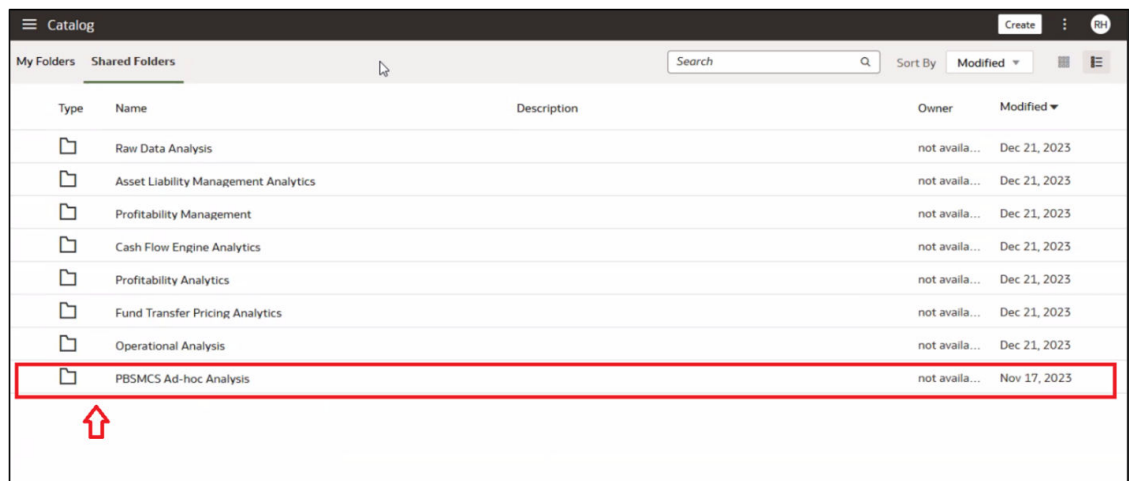 Catalog Create RH
My Folders Shared Folders Search Sort By Modified
Type Name Description Owner Modified
Raw Data Analysis not availa... Dec 21, 2023
Asset Liability Management Analytics not availa... Dec 21, 2023
Profitability Management not availa... Dec 21, 2023
Cash Flow Engine Analytics not availa... Dec 21, 2023
Profitability Analytics not availa... Dec 21, 2023
Fund Transfer Pricing Analytics not availa... Dec 21, 2023
Operational Analysis not availa... Dec 21, 2023
PBSMCS Ad-hoc Analysis not availa... Nov 17, 2023